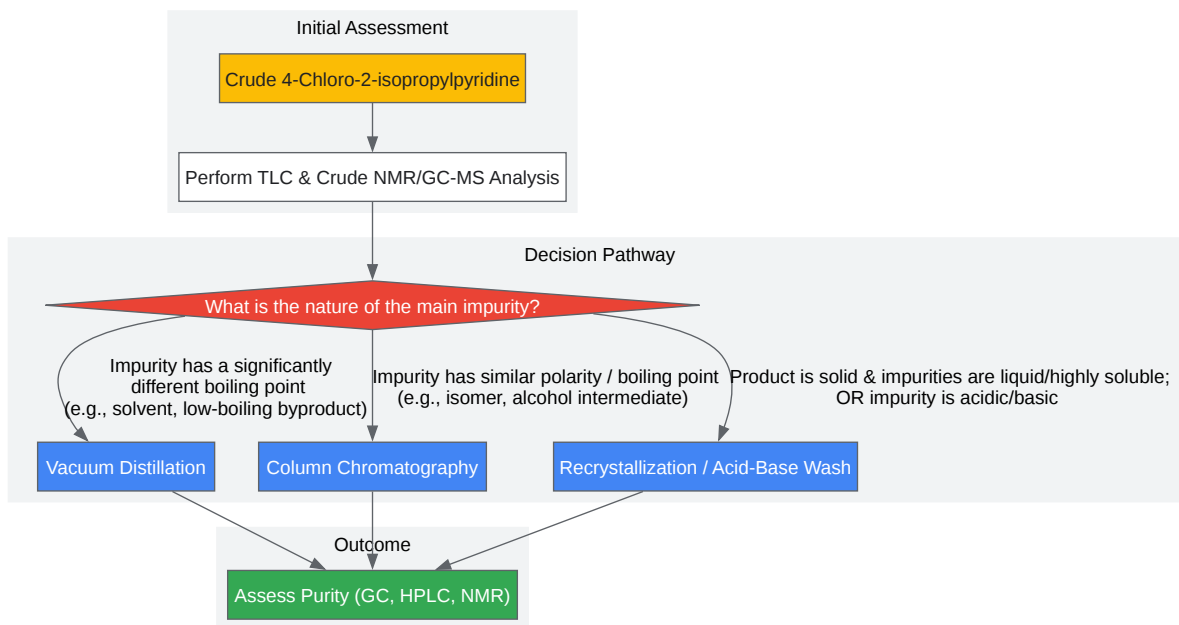 Initial Assessment
Crude 4-Chloro-2-isopropylpyridine
Perform TLC & Crude NMR/GC-MS Analysis
Decision Pathway
What is the nature of the main impurity?
Impurity has a significantly
different boiling point
(e.g., solvent, low-boiling byproduct)
Impurity has similar polarity / boiling point
(e.g., isomer, alcohol intermediate)
Product is solid & impurities are liquid/highly soluble;
OR impurity is acidic/basic
Vacuum Distillation
Column Chromatography
Recrystallization / Acid-Base Wash
Outcome
Assess Purity (GC, HPLC, NMR)